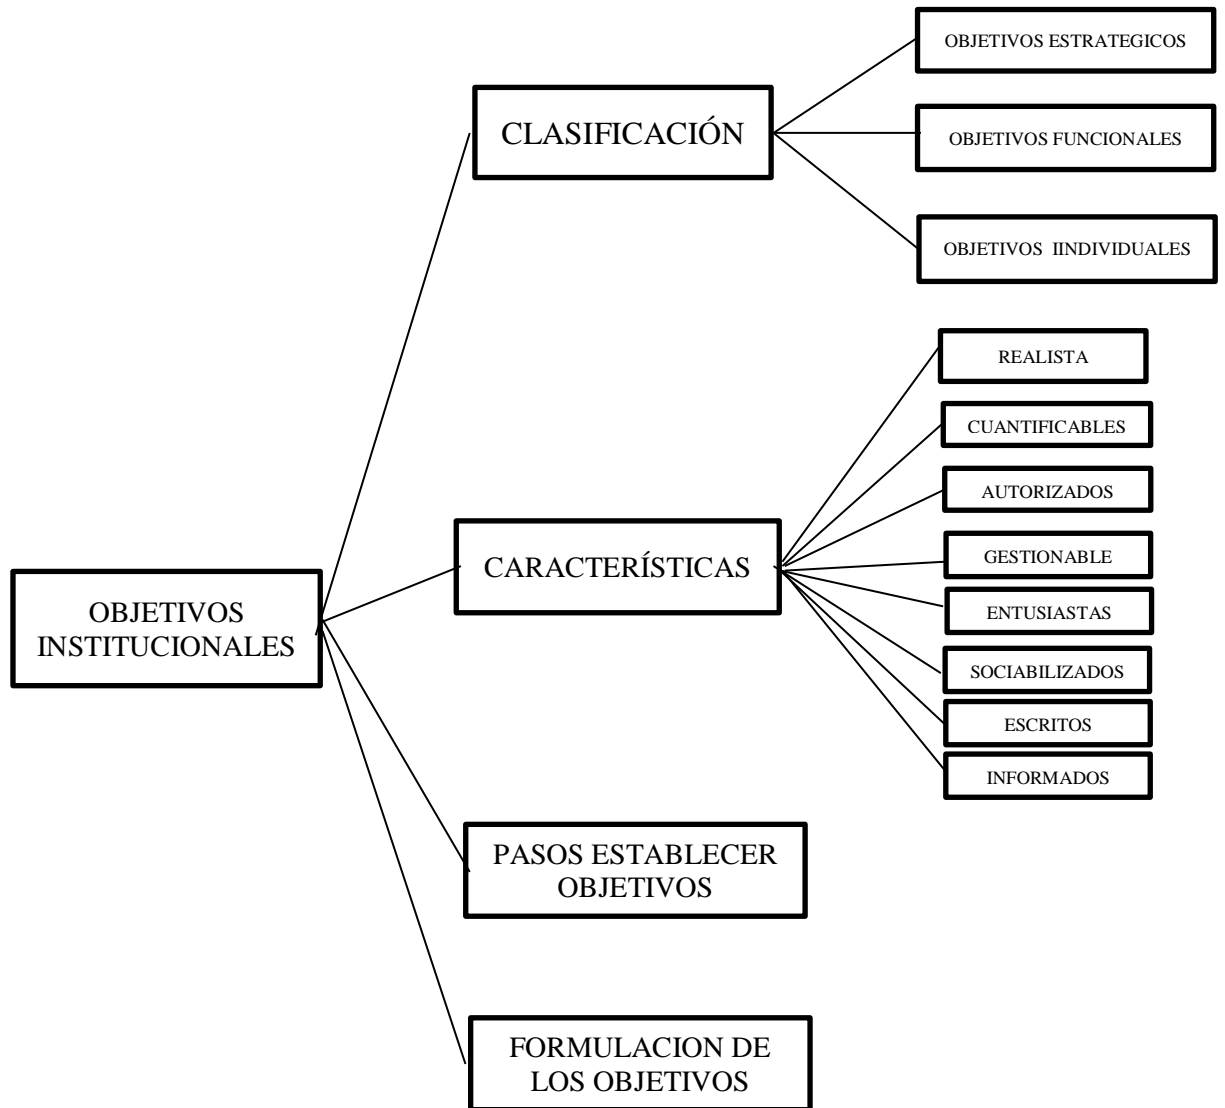 OBJETIVOS ESTRATEGICOS
CLASIFICACIÓN
OBJETIVOS FUNCIONALES
OBJETIVOS  IINDIVIDUALES
REALISTA
CUANTIFICABLES
AUTORIZADOS
CARACTERÍSTICAS
GESTIONABLE
ENTUSIASTAS
OBJETIVOS
INSTITUCIONALES
SOCIABILIZADOS
ESCRITOS
INFORMADOS
PASOS ESTABLECER
OBJETIVOS
FORMULACION DE
LOS OBJETIVOS